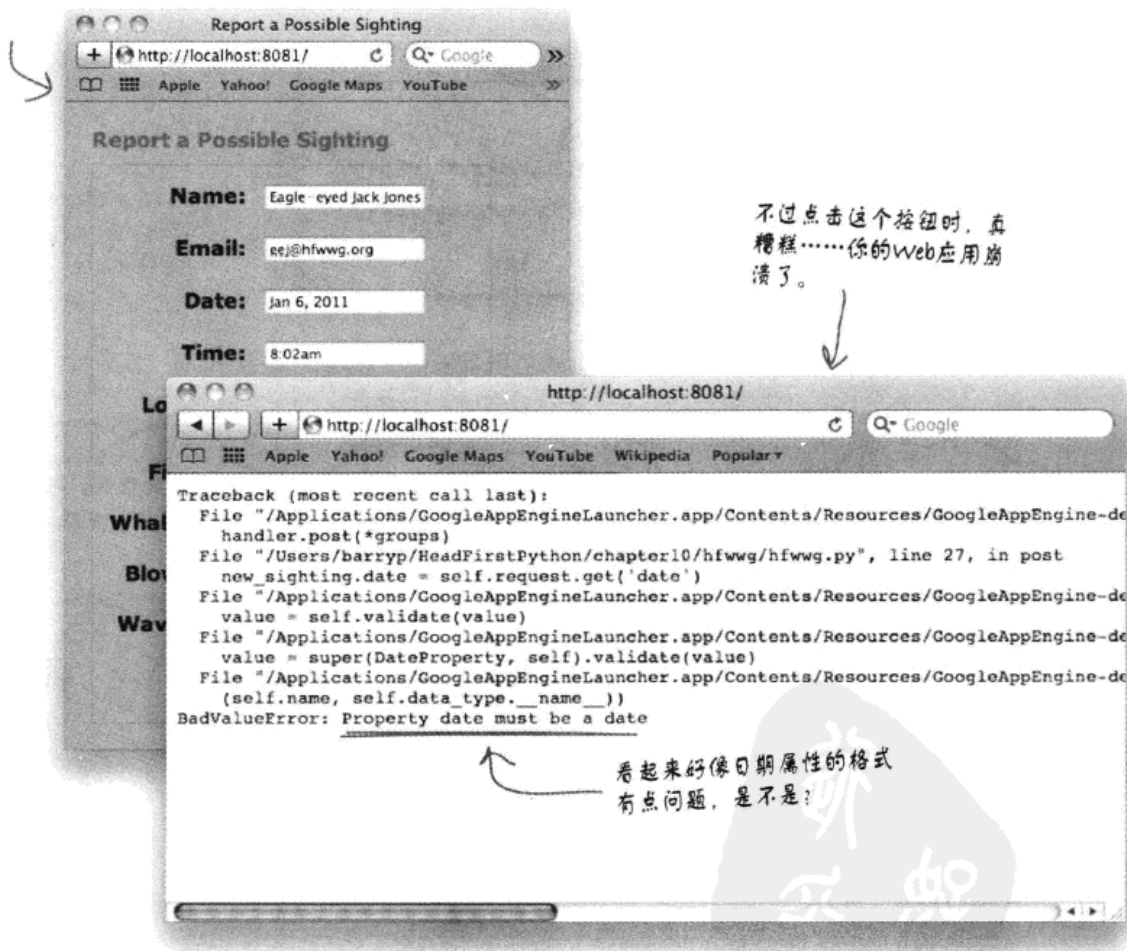 Report a Possible Sighting
http://localhost:8081/
Google
Apple Yahoo! Google Maps YouTube
Report a Possible Sighting
Name: Eagle-eyed Jack Jones
Email: eej@hfwwg.org
Date: Jan 6, 2011
Time: 8:02am
Lo
Fi
What
Blow
Wav
不过点击这个按钮时，真
糟糕……你的Web应用崩
溃了。
http://localhost:8081/
http://localhost:8081/
Google
Apple Yahoo! Google Maps YouTube Wikipedia Popular
Traceback (most recent call last):
File "/Applications/GoogleAppEngineLauncher.app/Contents/Resources/GoogleAppEngine-de
handler.post(*groups)
File "/Users/barryp/HeadFirstPython/chapter10/hfwwg/hfwwg.py", line 27, in post
new_sighting.date = self.request.get('date')
File "/Applications/GoogleAppEngineLauncher.app/Contents/Resources/GoogleAppEngine-de
value = self.validate(value)
File "/Applications/GoogleAppEngineLauncher.app/Contents/Resources/GoogleAppEngine-de
value = super(DateProperty, self).validate(value)
File "/Applications/GoogleAppEngineLauncher.app/Contents/Resources/GoogleAppEngine-de
(self.name, self.data_type.__name__))
BadValueError: Property date must be a date
看起来好像日期属性的格式
有点问题，是不是？